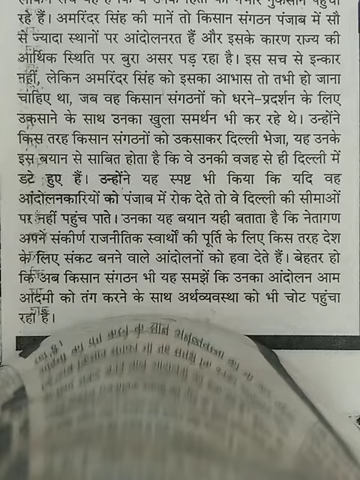 रहे हैं। अमरिंदर सिंह की मानें तो किसान संगठन पंजाब में सौ
से ज्यादा स्थानों पर आंदोलनरत हैं और इसके कारण राज्य की
आर्थिक स्थिति पर बुरा असर पड़ रहा है। इस सच से इन्कार
नहीं, लेकिन अमरिंदर सिंह को इसका आभास तो तभी हो जाना
चाहिए था, जब वह किसान संगठनों को धरने-प्रदर्शन के लिए
उकसाने के साथ उनका खुला समर्थन भी कर रहे थे। उन्होंने
किस तरह किसान संगठनों को उकसाकर दिल्ली भेजा, यह उनके
इस बयान से साबित होता है कि वे उनकी वजह से ही दिल्ली में
डटे हुए हैं। उन्होंने यह स्पष्ट भी किया कि यदि वह
आंदोलनकारियों को पंजाब में रोक देते तो वे दिल्ली की सीमाओं
पर नहीं पहुंच पाते। उनका यह बयान यही बताता है कि नेतागण
अपने संकीर्ण राजनीतिक स्वार्थों की पूर्ति के लिए किस तरह देश
के लिए संकट बनने वाले आंदोलनों को हवा देते हैं। बेहतर हो
कि अब किसान संगठन भी यह समझें कि उनका आंदोलन आम
आदमी को तंग करने के साथ अर्थव्यवस्था को भी चोट पहुंचा
रहा है।